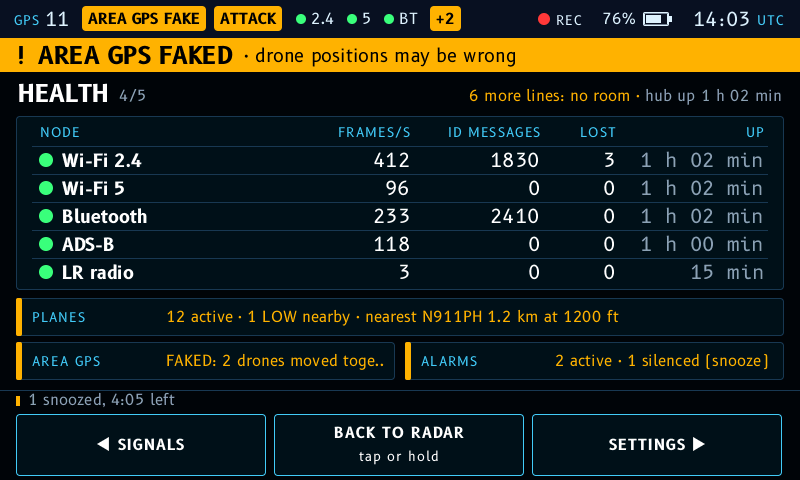 GPS 11 AREA GPS FAKE ATTACK 2.4 5 BT +2 REC 76% 14:03 UTC
! AREA GPS FAKED · drone positions may be wrong
HEALTH 4/5 6 more lines: no room · hub up 1 h 02 min
NODE FRAMES/S ID MESSAGES LOST UP
Wi-Fi 2.4 412 1830 3 1 h 02 min
Wi-Fi 5 96 0 0 1 h 02 min
Bluetooth 233 2410 0 1 h 02 min
ADS-B 118 0 0 1 h 00 min
LR radio 3 0 0 15 min
PLANES 12 active · 1 LOW nearby · nearest N911PH 1.2 km at 1200 ft
AREA GPS FAKED: 2 drones moved toge.. ALARMS 2 active · 1 silenced (snooze)
1 snoozed, 4:05 left
◀ SIGNALS BACK TO RADAR SETTINGS ▶
tap or hold